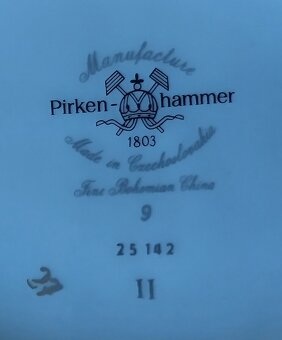 Manufacture
Pirken-hammer
1803
Made in Czechoslovakia
Fine Bohemian China
9
25 142
II